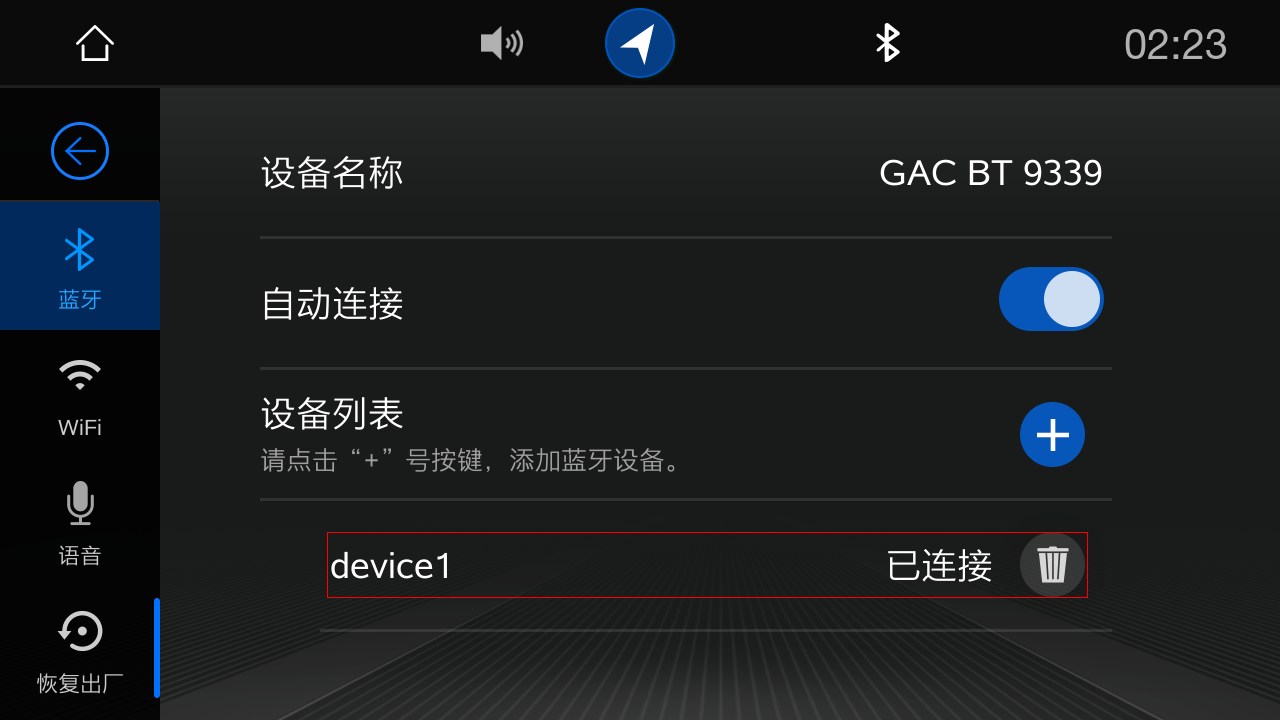 02:23
蓝牙
WiFi
语音
恢复出厂
设备名称 GAC BT 9339
自动连接
设备列表
请点击“+”号按键，添加蓝牙设备。
device1 已连接